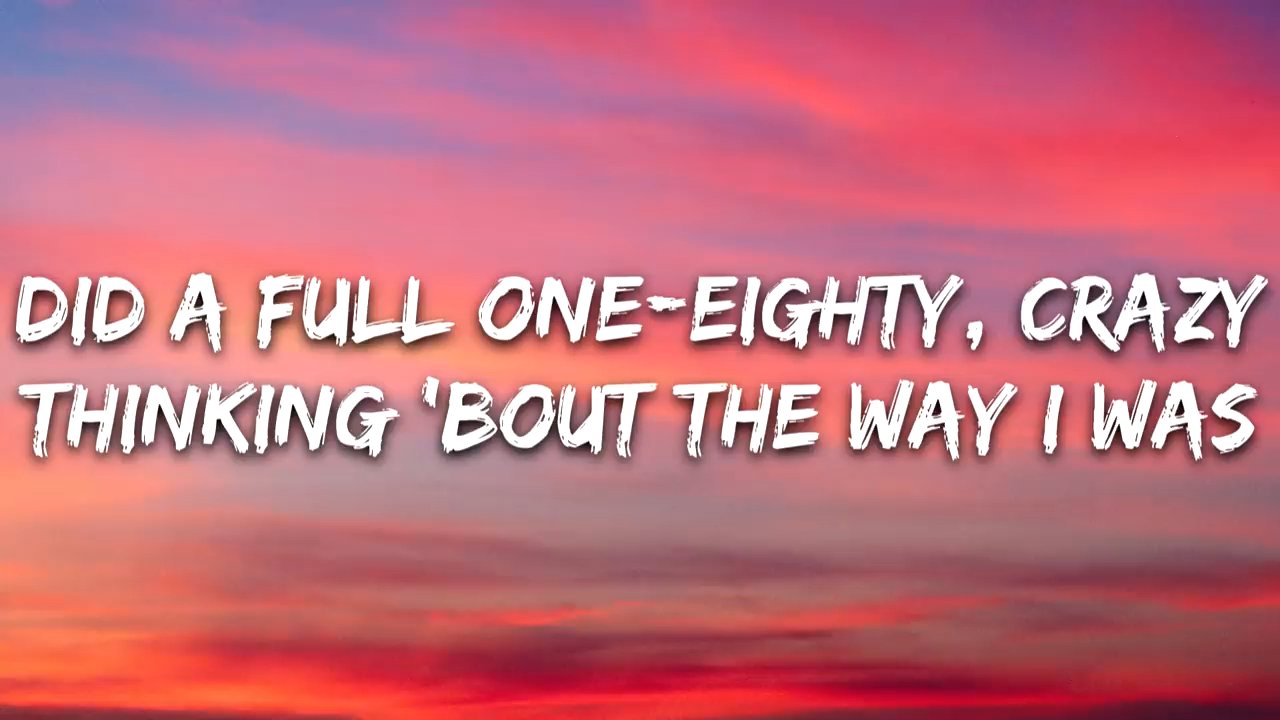 DID A FULL ONE-EIGHTY, CRAZY
THINKING 'BOUT THE WAY I WAS